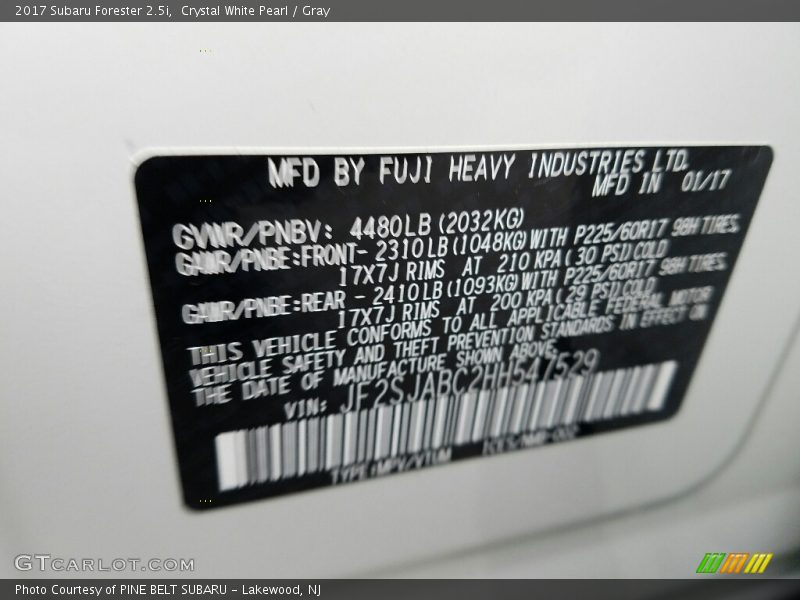 2017 Subaru Forester 2.5i,  Crystal White Pearl / Gray
MFD BY FUJI HEAVY INDUSTRIES LTD.
MFD IN 01/17
GVWR/PNBV: 4480LB (2032KG)
GAWR/PNBE:FRONT- 2310LB (1048KG) WITH P225/60R17 98H TIRES,
17X7J RIMS AT 210 KPA (30 PSI) COLD
GAWR/PNBE:REAR - 2410LB (1093KG) WITH P225/60R17 98H TIRES,
17X7J RIMS AT 200 KPA (29 PSI) COLD
THIS VEHICLE CONFORMS TO ALL APPLICABLE FEDERAL MOTOR
VEHICLE SAFETY AND THEFT PREVENTION STANDARDS IN EFFECT ON
THE DATE OF MANUFACTURE SHOWN ABOVE.
VIN: JF2SJABC2HH547529
TYPE:MPV/VTUM
GTCARLOT.COM
Photo Courtesy of PINE BELT SUBARU - Lakewood, NJ